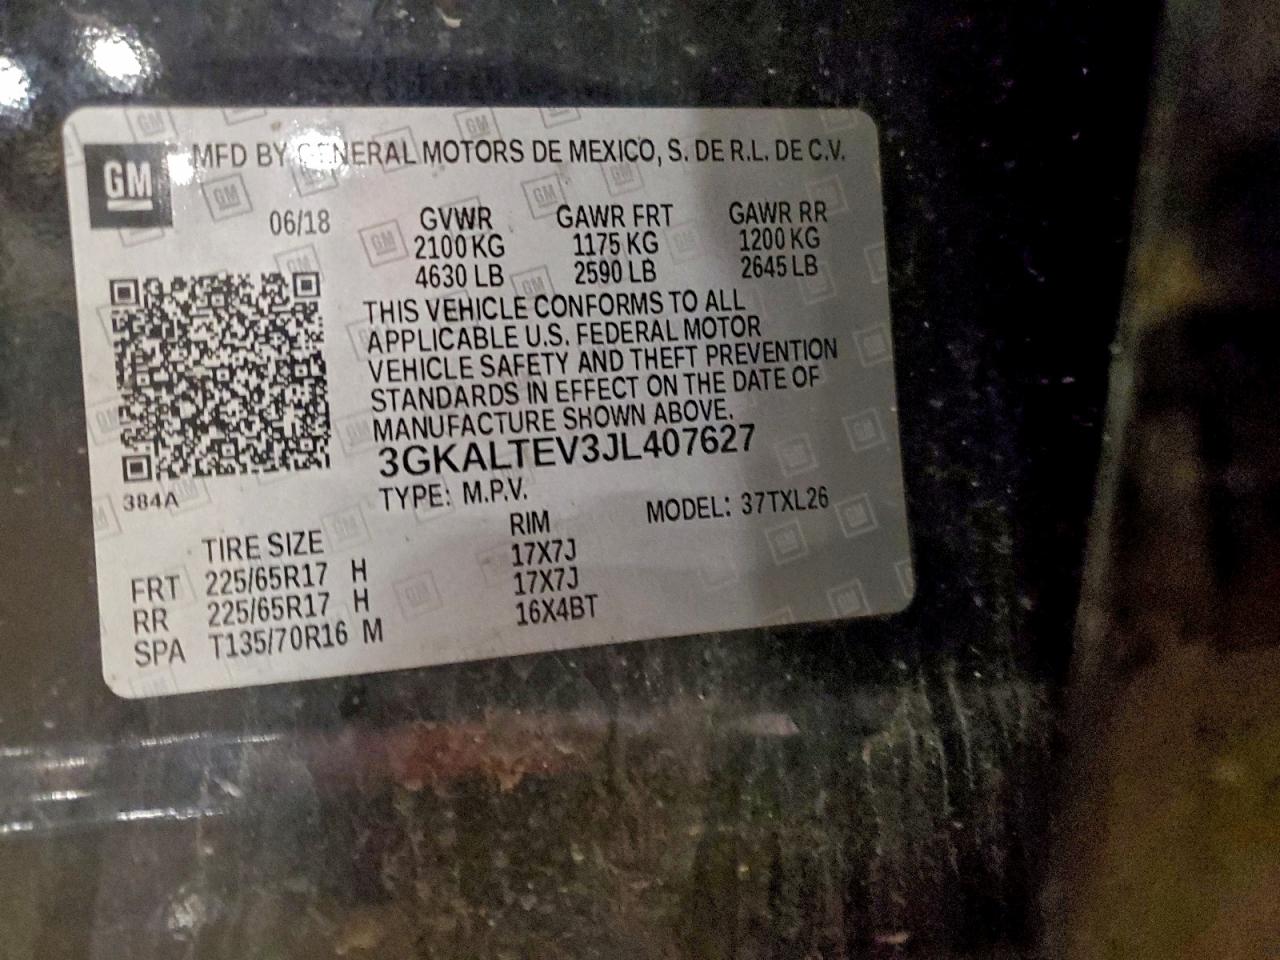 GM
MFD BY GENERAL MOTORS DE MEXICO, S. DE R.L. DE C.V.
06/18 GVWR GAWR FRT GAWR RR
2100 KG 1175 KG 1200 KG
4630 LB 2590 LB 2645 LB
THIS VEHICLE CONFORMS TO ALL
APPLICABLE U.S. FEDERAL MOTOR
VEHICLE SAFETY AND THEFT PREVENTION
STANDARDS IN EFFECT ON THE DATE OF
MANUFACTURE SHOWN ABOVE.
3GKALTEV3JL407627
384A
TYPE: M.P.V. MODEL: 37TXL26
TIRE SIZE RIM
FRT 225/65R17 H 17X7J
RR 225/65R17 H 17X7J
SPA T135/70R16 M 16X4BT